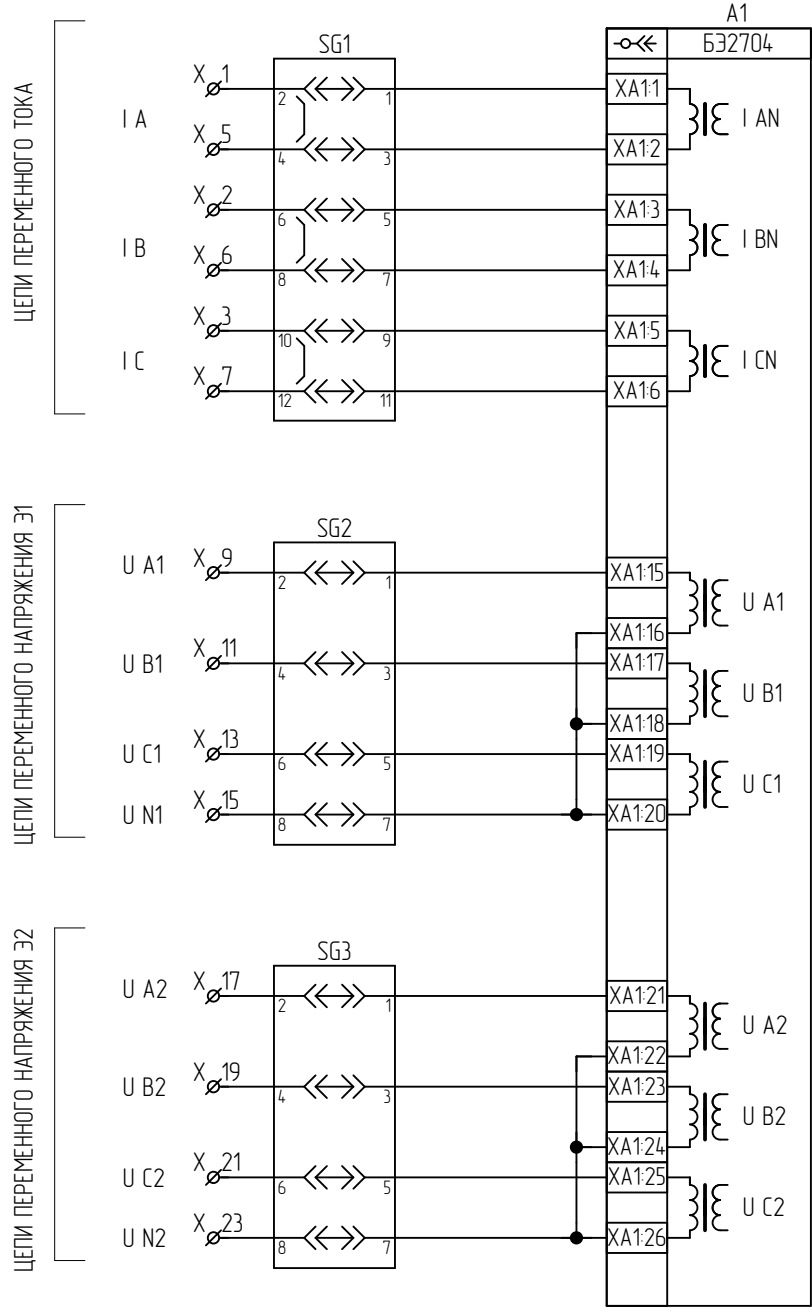 A1
БЭ2704
ЦЕПИ ПЕРЕМЕННОГО ТОКА
SG1
I A
X 1
2
1
XA1:1
I AN
X 5
4
3
XA1:2
I B
X 2
6
5
XA1:3
I BN
X 6
8
7
XA1:4
I C
X 3
10
9
XA1:5
I CN
X 7
12
11
XA1:6
ЦЕПИ ПЕРЕМЕННОГО НАПРЯЖЕНИЯ Э1
SG2
U A1
X 9
2
1
XA1:15
U A1
XA1:16
U B1
X 11
4
3
XA1:17
U B1
XA1:18
U C1
X 13
6
5
XA1:19
U C1
U N1
X 15
8
7
XA1:20
ЦЕПИ ПЕРЕМЕННОГО НАПРЯЖЕНИЯ Э2
SG3
U A2
X 17
2
1
XA1:21
U A2
XA1:22
U B2
X 19
4
3
XA1:23
U B2
XA1:24
U C2
X 21
6
5
XA1:25
U C2
U N2
X 23
8
7
XA1:26